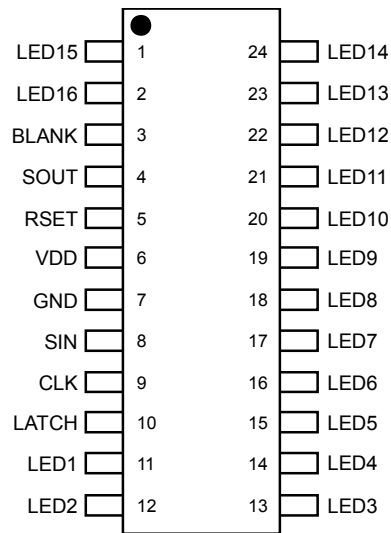 LED15 1 24 LED14
LED16 2 23 LED13
BLANK 3 22 LED12
SOUT 4 21 LED11
RSET 5 20 LED10
VDD 6 19 LED9
GND 7 18 LED8
SIN 8 17 LED7
CLK 9 16 LED6
LATCH 10 15 LED5
LED1 11 14 LED4
LED2 12 13 LED3